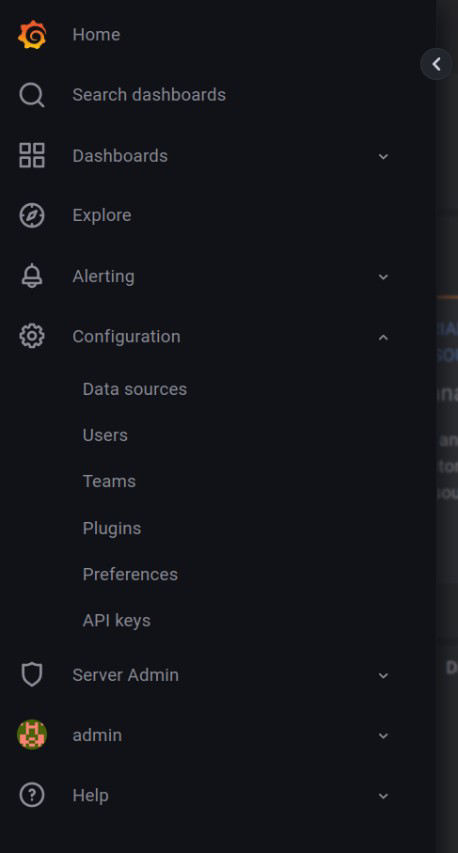 Home
Search dashboards
Dashboards
Explore
Alerting
Configuration
Data sources
Users
Teams
Plugins
Preferences
API keys
Server Admin
admin
Help